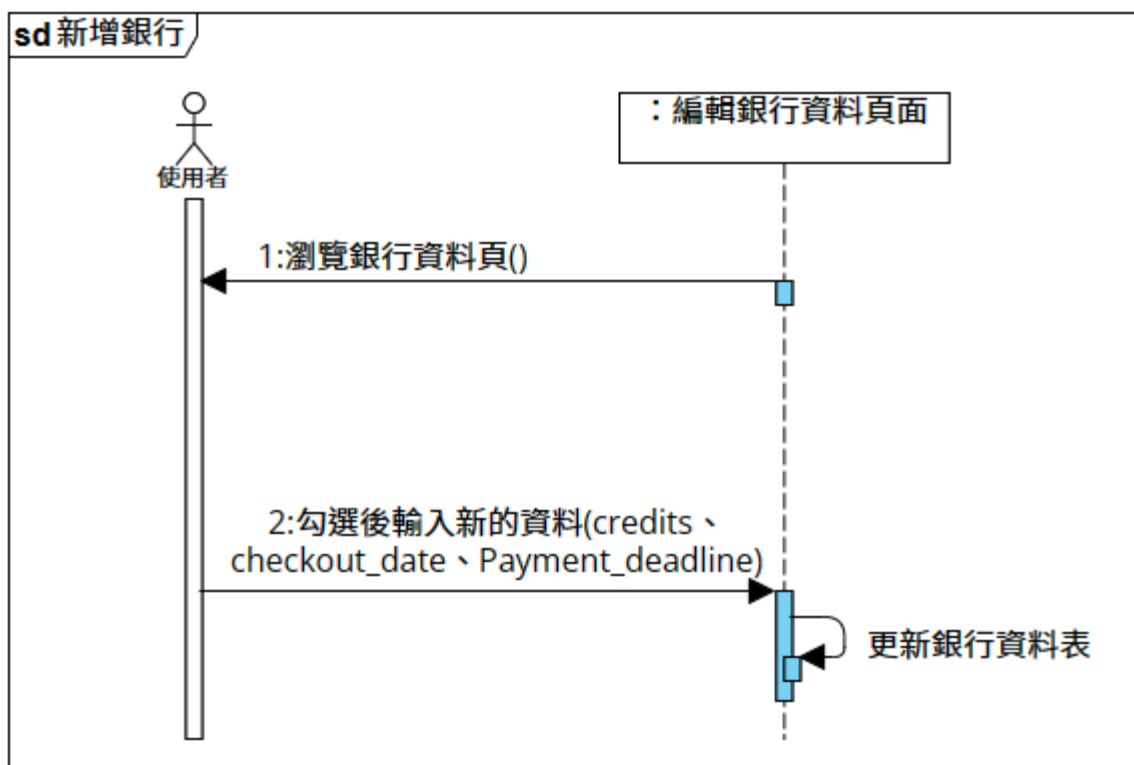 sd 新增銀行
使用者
：編輯銀行資料頁面
1:瀏覽銀行資料頁()
2:勾選後輸入新的資料(credits、
checkout_date、Payment_deadline)
更新銀行資料表